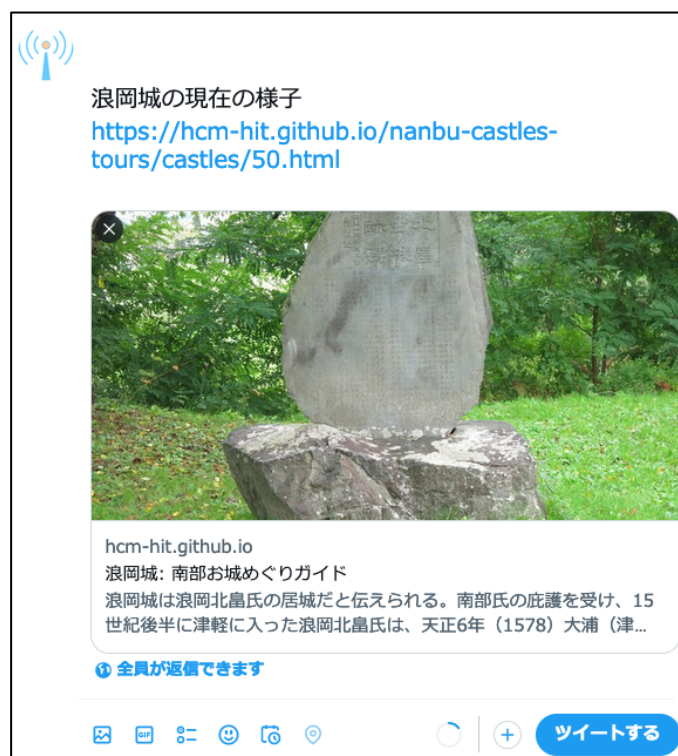 浪岡城の現在の様子
https://hcm-hit.github.io/nanbu-castles-
tours/castles/50.html
hcm-hit.github.io
浪岡城: 南部お城めぐりガイド
浪岡城は浪岡北畠氏の居城だと伝えられる。南部氏の庇護を受け、15
世紀後半に津軽に入った浪岡北畠氏は、天正6年（1578）大浦（津...
全員が返信できます
GIF
ツイートする